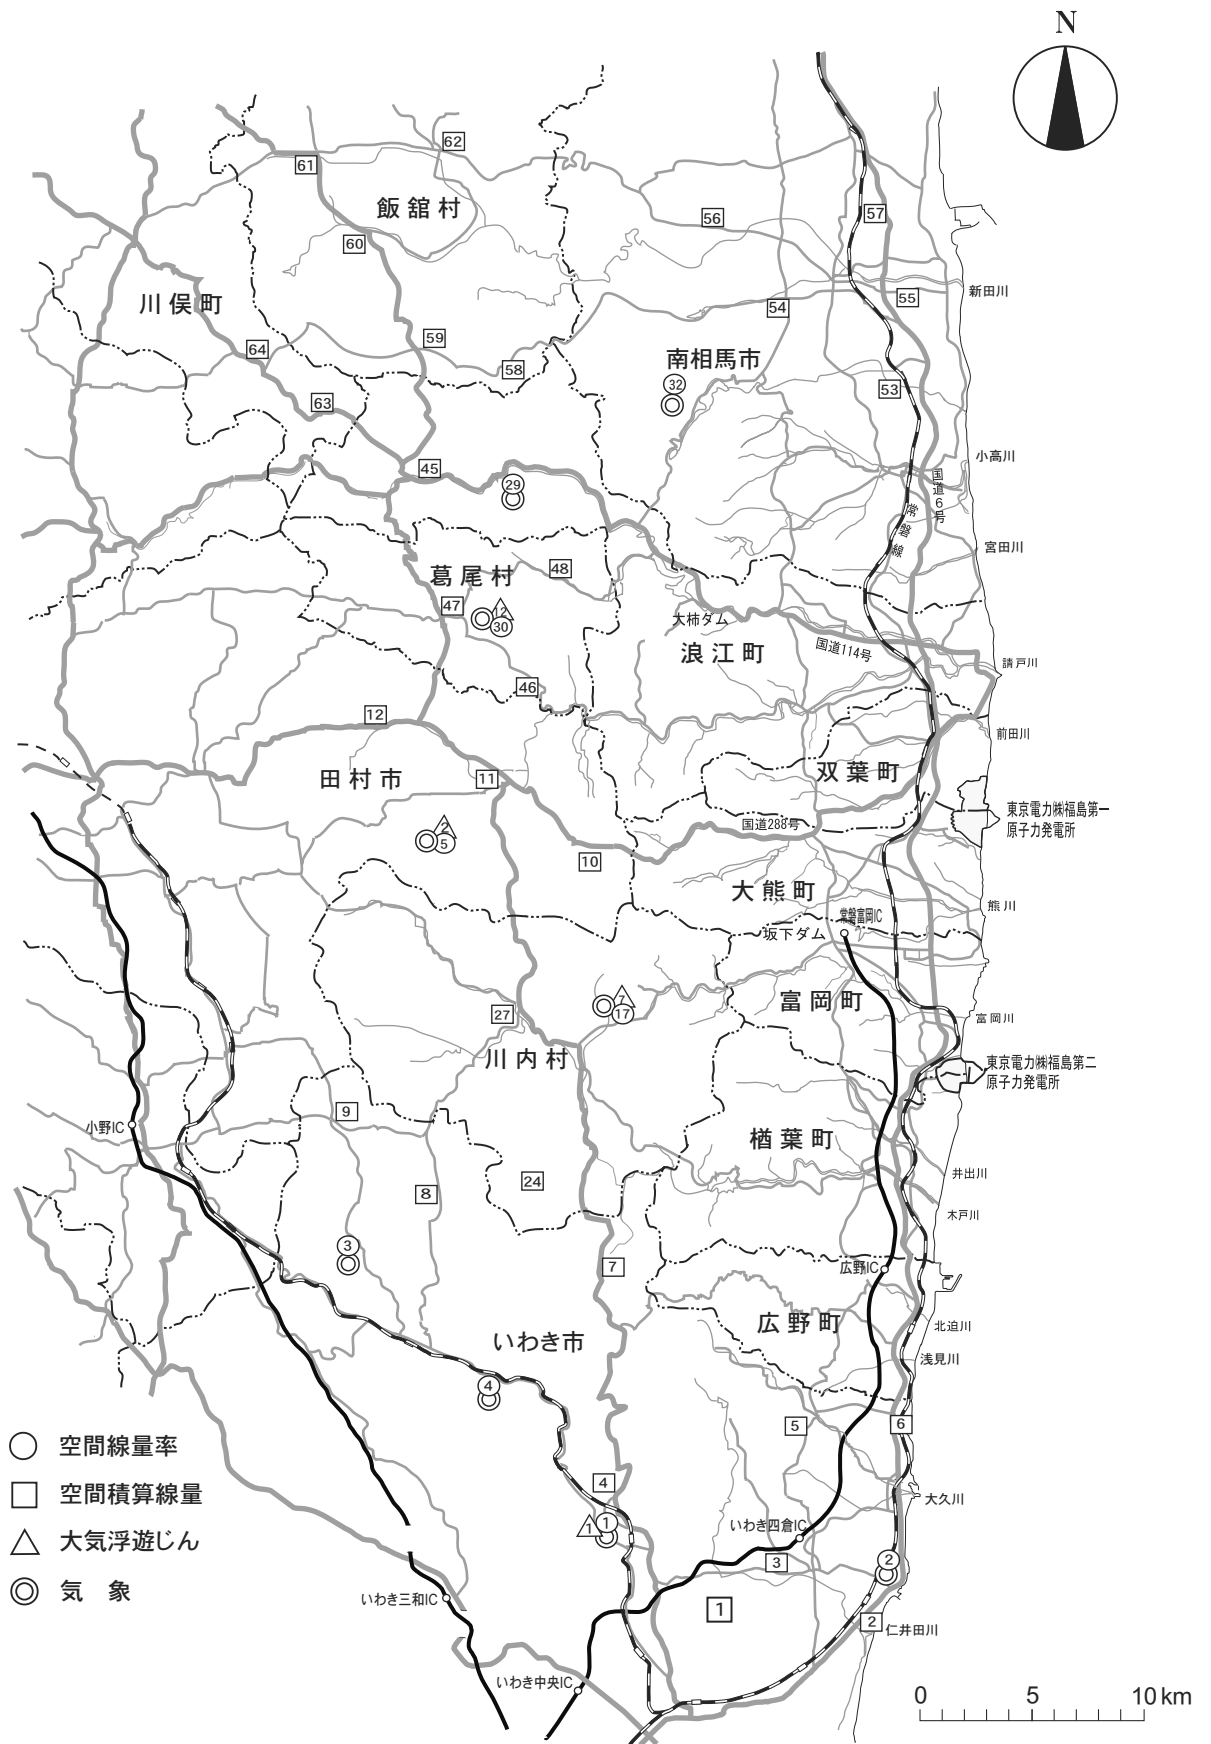 N
62
61
飯舘村
57
56
60
新田川
川俣町
55
54
59
64
南相馬市
58
32
53
63
小高川
45
国道6号
29
常磐線
宮田川
48
葛尾村
47
12
30
大柿ダム
国道114号
浪江町
請戸川
46
12
前田川
双葉町
田村市
11
東京電力㈱福島第一
原子力発電所
国道288号
2
5
10
大熊町
熊川
常磐富岡IC
坂下ダム
富岡町
7
17
27
富岡川
川内村
東京電力㈱福島第二
原子力発電所
9
小野IC
楢葉町
井出川
24
8
木戸川
3
7
広野IC
広野町
北迫川
いわき市
浅見川
4
5
6
空間線量率
4
空間積算線量
大久川
1
1
いわき四倉IC
大気浮遊じん
3
2
気 象
いわき三和IC
1
2
仁井田川
いわき中央IC
0 5 10km